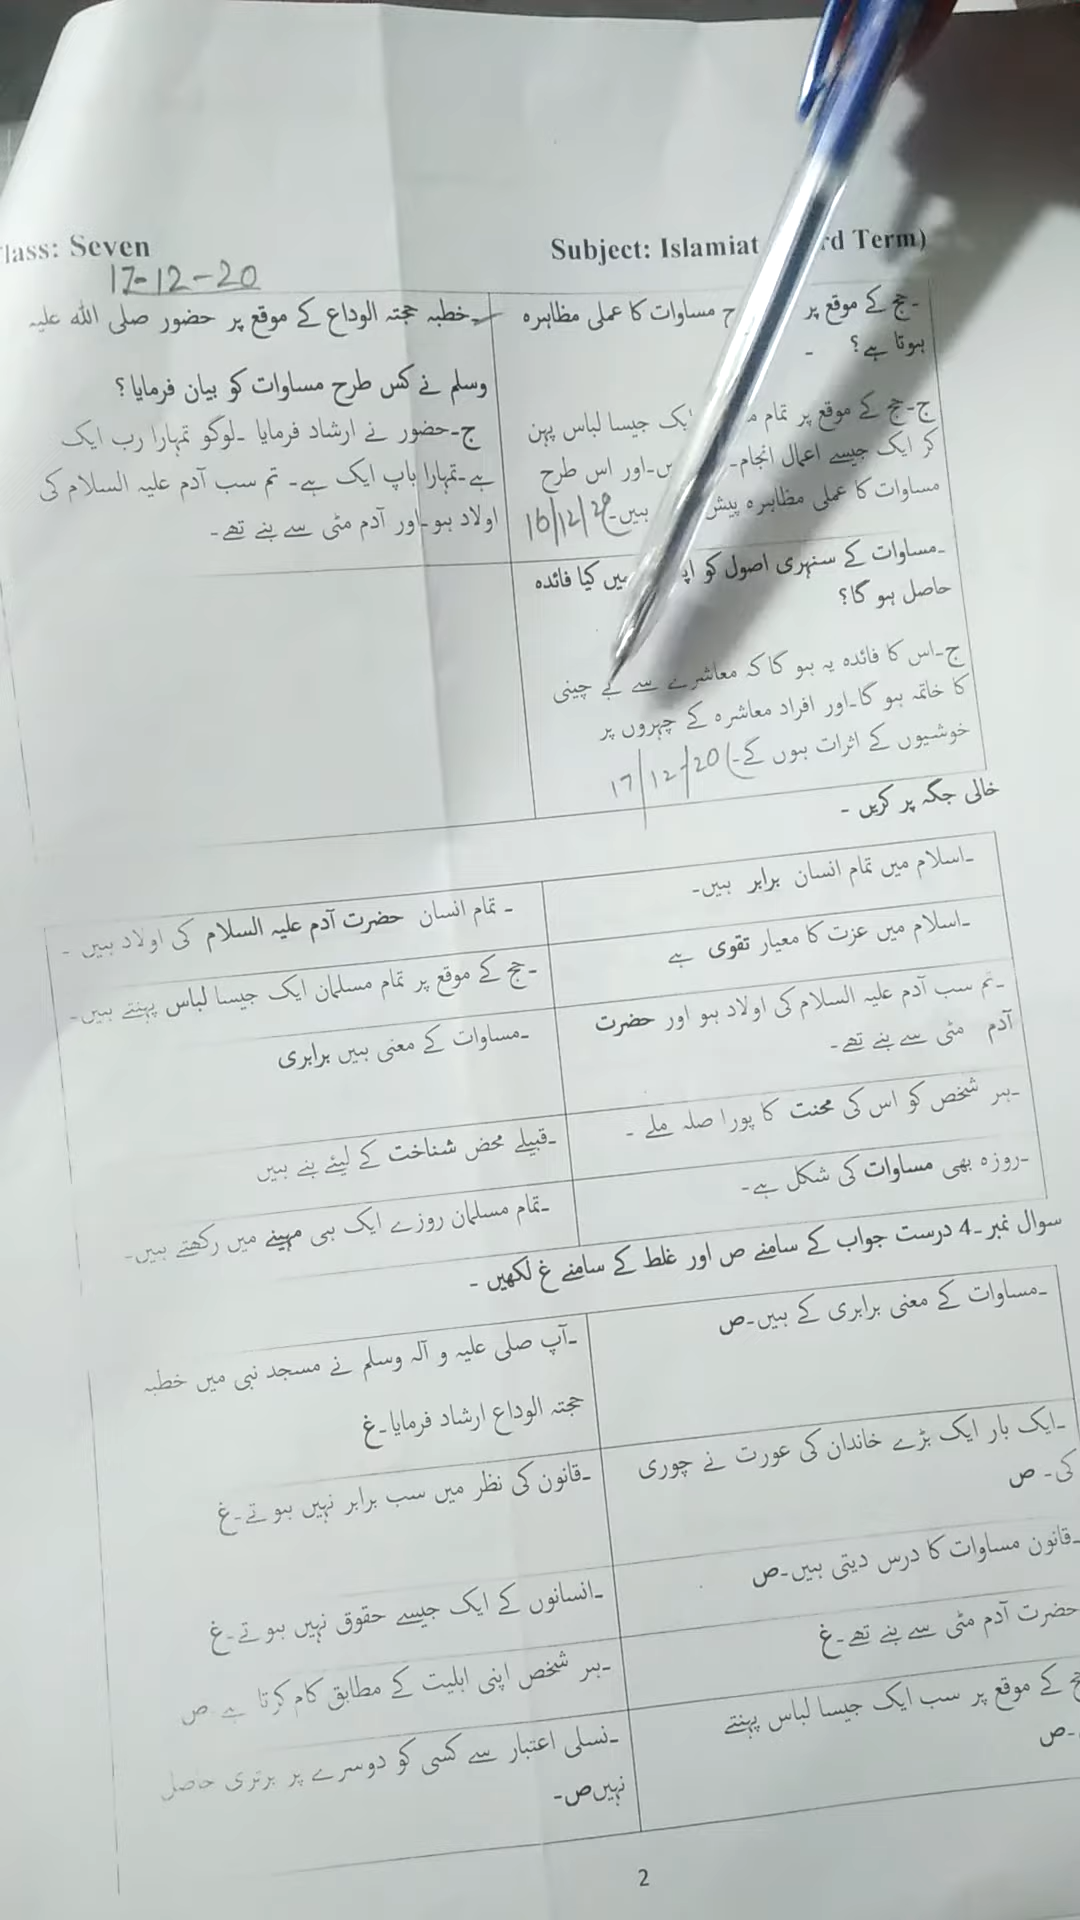 lass: Seven
Subject: Islamiat rd Term)
17-12-20
۔حج کے موقع پر ح مساوات کا عملی مظاہرہ
ہوتا ہے؟ -
ج-حج کے موقع پر تمام ایک جیسا لباس پہن
کر ایک جیسے اعمال انجام۔ ۔اور اس طرح
مساوات کا عملی مظاہرہ پیش ہیں۔ 16/12/20
۔خطبہ حجتہ الوداع کے موقع پر حضور صلی اللہ علیہ
وسلم نے کس طرح مساوات کو بیان فرمایا؟
ج۔حضور نے ارشاد فرمایا ۔لوگو تمہارا رب ایک
ہے۔تمہارا باپ ایک ہے۔ تم سب آدم علیہ السلام کی
اولاد ہو۔اور آدم مٹی سے بنے تھے۔
۔مساوات کے سنہری اصول کو میں کیا فائدہ
حاصل ہو گا؟
ج۔اس کا فائدہ یہ ہو گا کہ معاشرے سے بے چینی
کا خاتمہ ہو گا۔اور افراد معاشرہ کے چہروں پر
خوشیوں کے اثرات ہوں گے۔ 17/12-20
خالی جگہ پر کریں ۔
۔اسلام میں تمام انسان برابر ہیں۔
۔ تمام انسان حضرت آدم علیہ السلام کی اولاد ہیں ۔
۔اسلام میں عزت کا معیار تقوی ہے
۔حج کے موقع پر تمام مسلمان ایک جیسا لباس پہنتے ہیں۔
۔تم سب آدم علیہ السلام کی اولاد ہو اور حضرت
آدم مٹی سے بنے تھے۔
۔مساوات کے معنی ہیں برابری
۔ہر شخص کو اس کی محنت کا پورا صلہ ملے ۔
۔قبیلے محض شناخت کے لیئے بنے ہیں
۔روزہ بھی مساوات کی شکل ہے۔
۔تمام مسلمان روزے ایک ہی مہینے میں رکھتے ہیں۔
سوال نمبر ۔4 درست جواب کے سامنے ص اور غلط کے سامنے غ لکھیں ۔
۔مساوات کے معنی برابری کے ہیں۔ص
۔آپ صلی علیہ و آلہ وسلم نے مسجد نبی میں خطبہ
حجتہ الوداع ارشاد فرمایا۔غ
۔ایک بار ایک بڑے خاندان کی عورت نے چوری
کی۔ ص
۔قانون کی نظر میں سب برابر نہیں ہوتے۔غ
۔قانون مساوات کا درس دیتی ہیں۔ص
۔انسانوں کے ایک جیسے حقوق نہیں ہوتے۔غ
حضرت آدم مٹی سے بنے تھے۔غ
۔ہر شخص اپنی اہلیت کے مطابق کام کرتا ہے ص
حج کے موقع پر سب ایک جیسا لباس پہنتے
۔ص
۔نسلی اعتبار سے کسی کو دوسرے پر برتری حاصل
نہیں ص۔
2